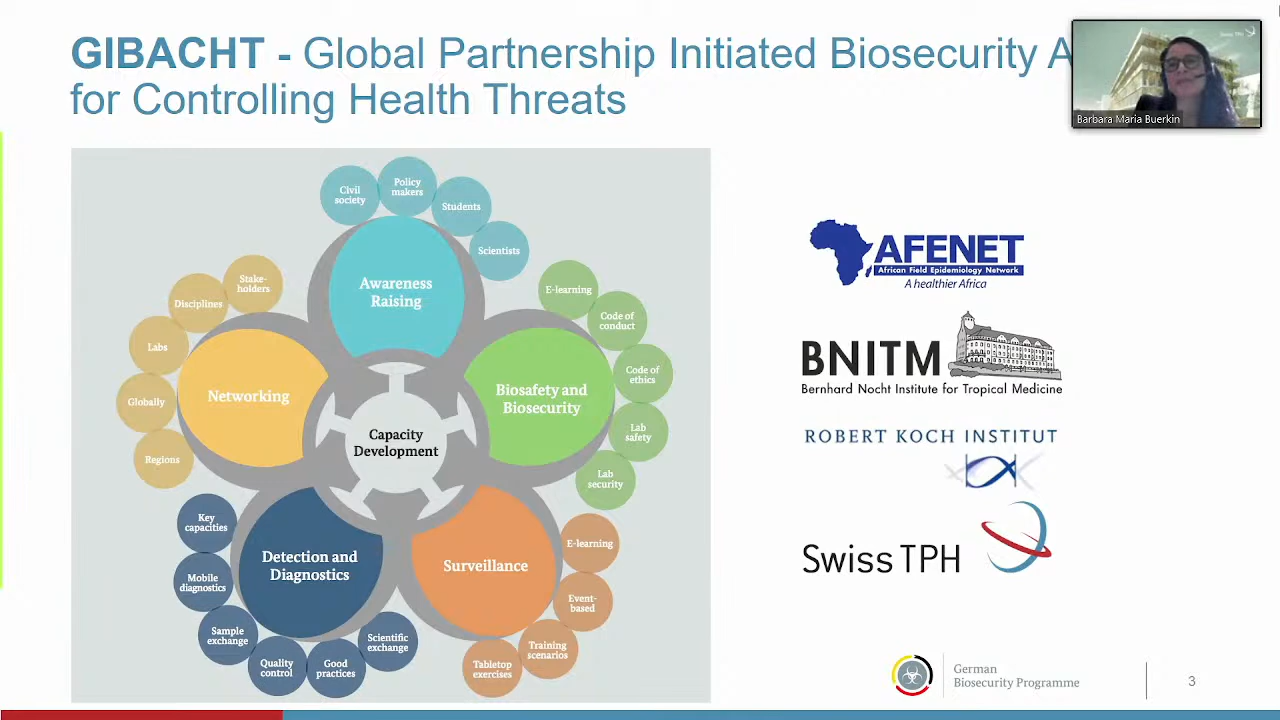 GIBACHT - Global Partnership Initiated Biosecurity A
for Controlling Health Threats
Barbara Maria Buerkin
Civil
society
Policy
makers
Students
Scientists
Awareness
Raising
Stake-
holders
Disciplines
Labs
Globally
Regions
Networking
E-learning
Code of
conduct
Code of
ethics
Lab
safety
Lab
security
Biosafety and
Biosecurity
Capacity
Development
Key
capacities
Mobile
diagnostics
Sample
exchange
Quality
control
Good
practices
Scientific
exchange
Detection and
Diagnostics
Surveillance
E-learning
Event-
based
Training
scenarios
Tabletop
exercises
AFENET
African Field Epidemiology Network
A healthier Africa
BNITM
Bernhard Nocht Institute for Tropical Medicine
ROBERT KOCH INSTITUT
Swiss TPH
German
Biosecurity Programme
3